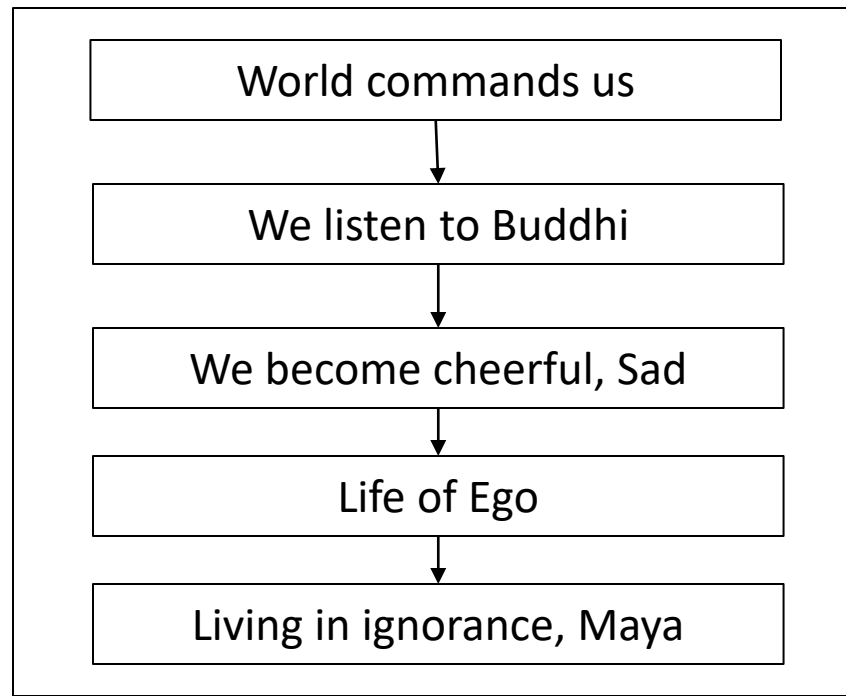 World commands us
We listen to Buddhi
We become cheerful, Sad
Life of Ego
Living in ignorance, Maya